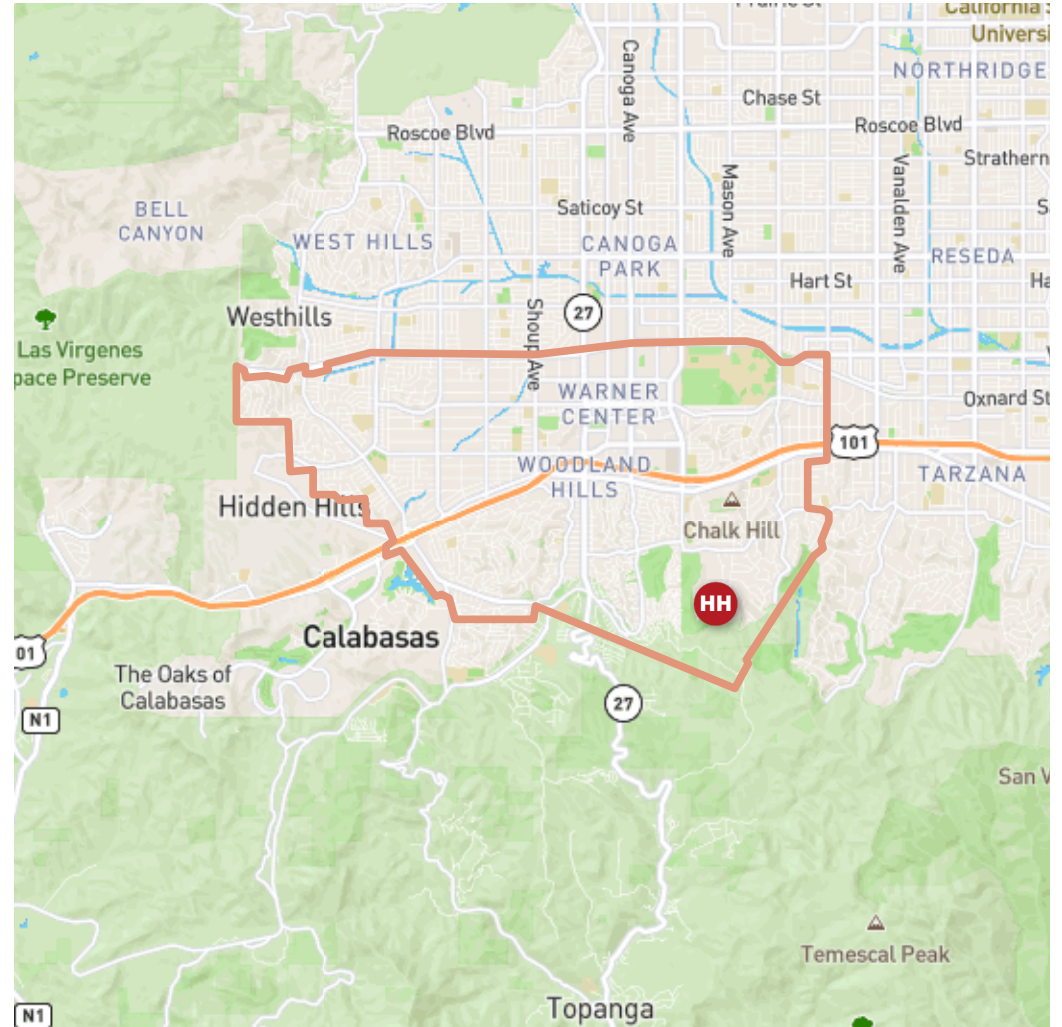 California S
Universi
NORTHRIDGE
Canoga Ave
Chase St
Roscoe Blvd
Roscoe Blvd
Strathern
Mason Ave
Vanalden Ave
BELL
CANYON
Saticoy St
WEST HILLS
CANOGA
PARK
RESEDA
Hart St
Ha
Westhills
27
Shoup Ave
Las Virgenes
pace Preserve
WARNER
CENTER
Oxnard St
101
WOODLAND
HILLS
TARZANA
Hidden Hills
Chalk Hill
HH
Calabasas
01
The Oaks of
Calabasas
N1
27
San V
Temescal Peak
Topanga
N1